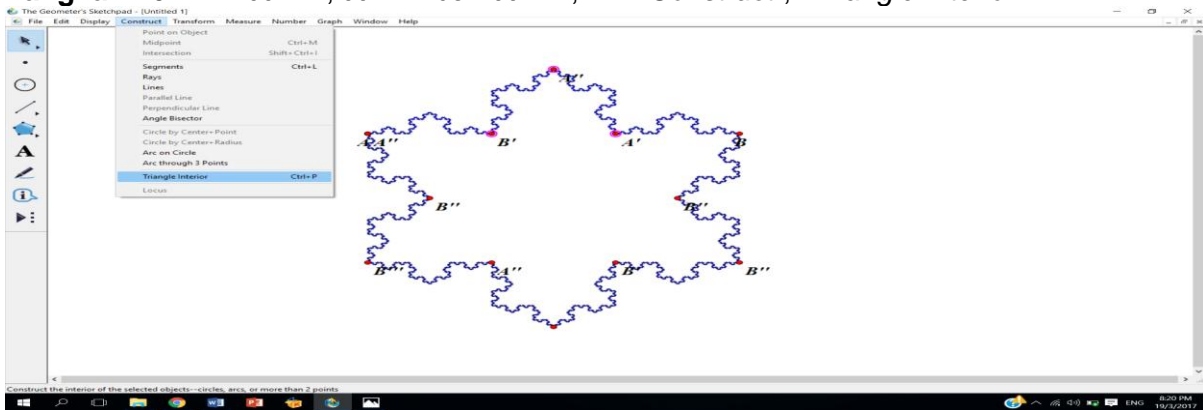 The Geometer's Sketchpad - [Untitled 1]
File Edit Display Construct Transform Measure Number Graph Window Help
Point on Object
Midpoint Ctrl+M
Intersection Shift+Ctrl+I
Segments Ctrl+L
Rays
Lines
Parallel Line
Perpendicular Line
Angle Bisector
Circle by Center+Point
Circle by Center+Radius
Arc on Circle
Arc through 3 Points
Triangle Interior Ctrl+P
Locus
A
A''
A A'' B' A' B
B'' B''
B''' A'' B' B''
Construct the interior of the selected objects--circles, arcs, or more than 2 points
ENG 8:20 PM
19/3/2017